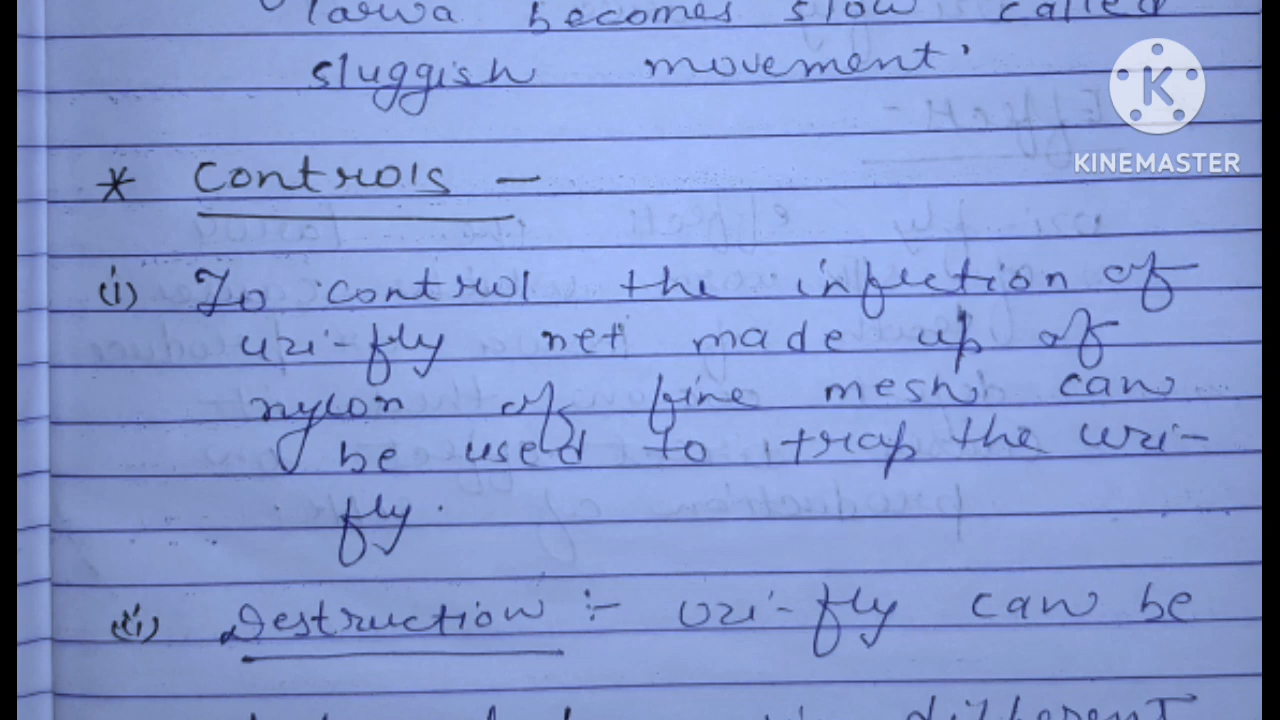 larva becomes slow called
sluggish movement.
* Controls -
(i) To control the infection of
uzi-fly net made up of
nylon of fine mesh can
be used to trap the uzi-
fly.
(ii) Destruction :- uzi-fly can be
different
K
KINEMASTER